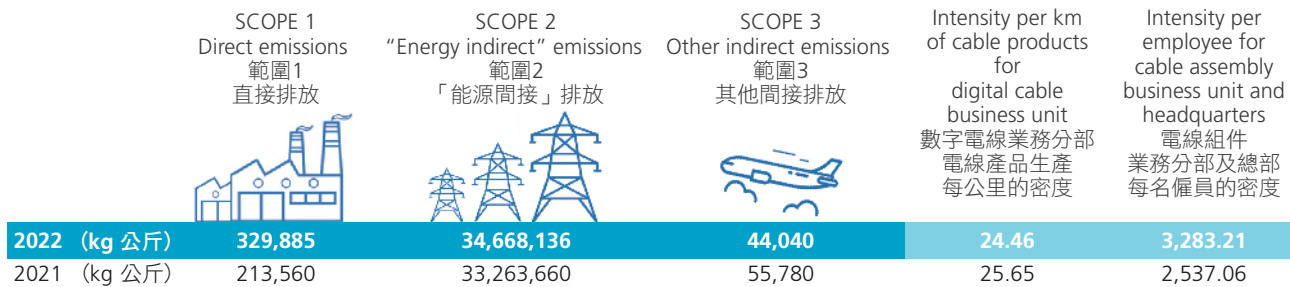 SCOPE 1
Direct emissions
範圍1
直接排放
SCOPE 2
“Energy indirect” emissions
範圍2
「能源間接」排放
SCOPE 3
Other indirect emissions
範圍3
其他間接排放
Intensity per km
of cable products
for
digital cable
business unit
數字電線業務分部
電線產品生產
每公里的密度
Intensity per
employee for
cable assembly
business unit and
headquarters
電線組件
業務分部及總部
每名僱員的密度
2022 (kg 公斤) 329,885 34,668,136 44,040 24.46 3,283.21
2021 (kg 公斤) 213,560 33,263,660 55,780 25.65 2,537.06